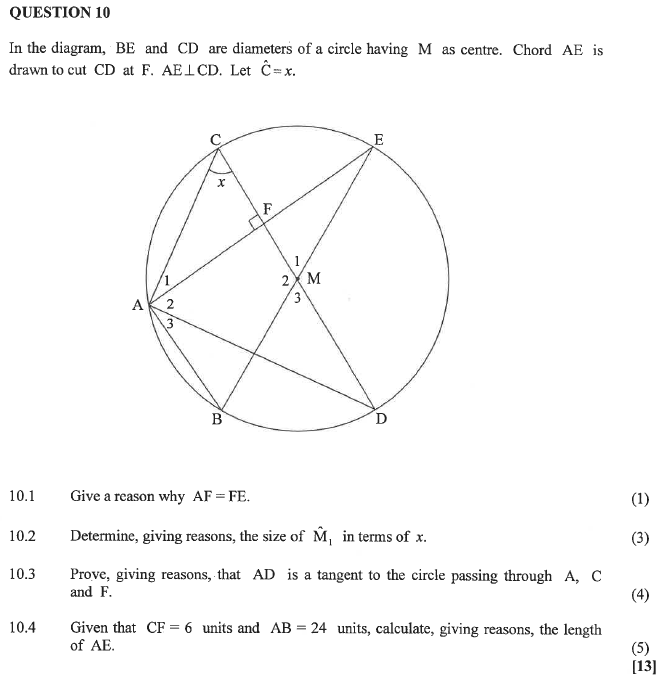 QUESTION 10
In the diagram, BE and CD are diameters of a circle having M as centre. Chord AE is
drawn to cut CD at F. AE⊥CD. Let Ĉ = x.
C
E
x
F
1
1
2 M
A 2
3
3
B
D
10.1 Give a reason why AF = FE. (1)
10.2 Determine, giving reasons, the size of M̂₁ in terms of x. (3)
10.3 Prove, giving reasons, that AD is a tangent to the circle passing through A, C
and F. (4)
10.4 Given that CF = 6 units and AB = 24 units, calculate, giving reasons, the length
of AE. (5)
[13]